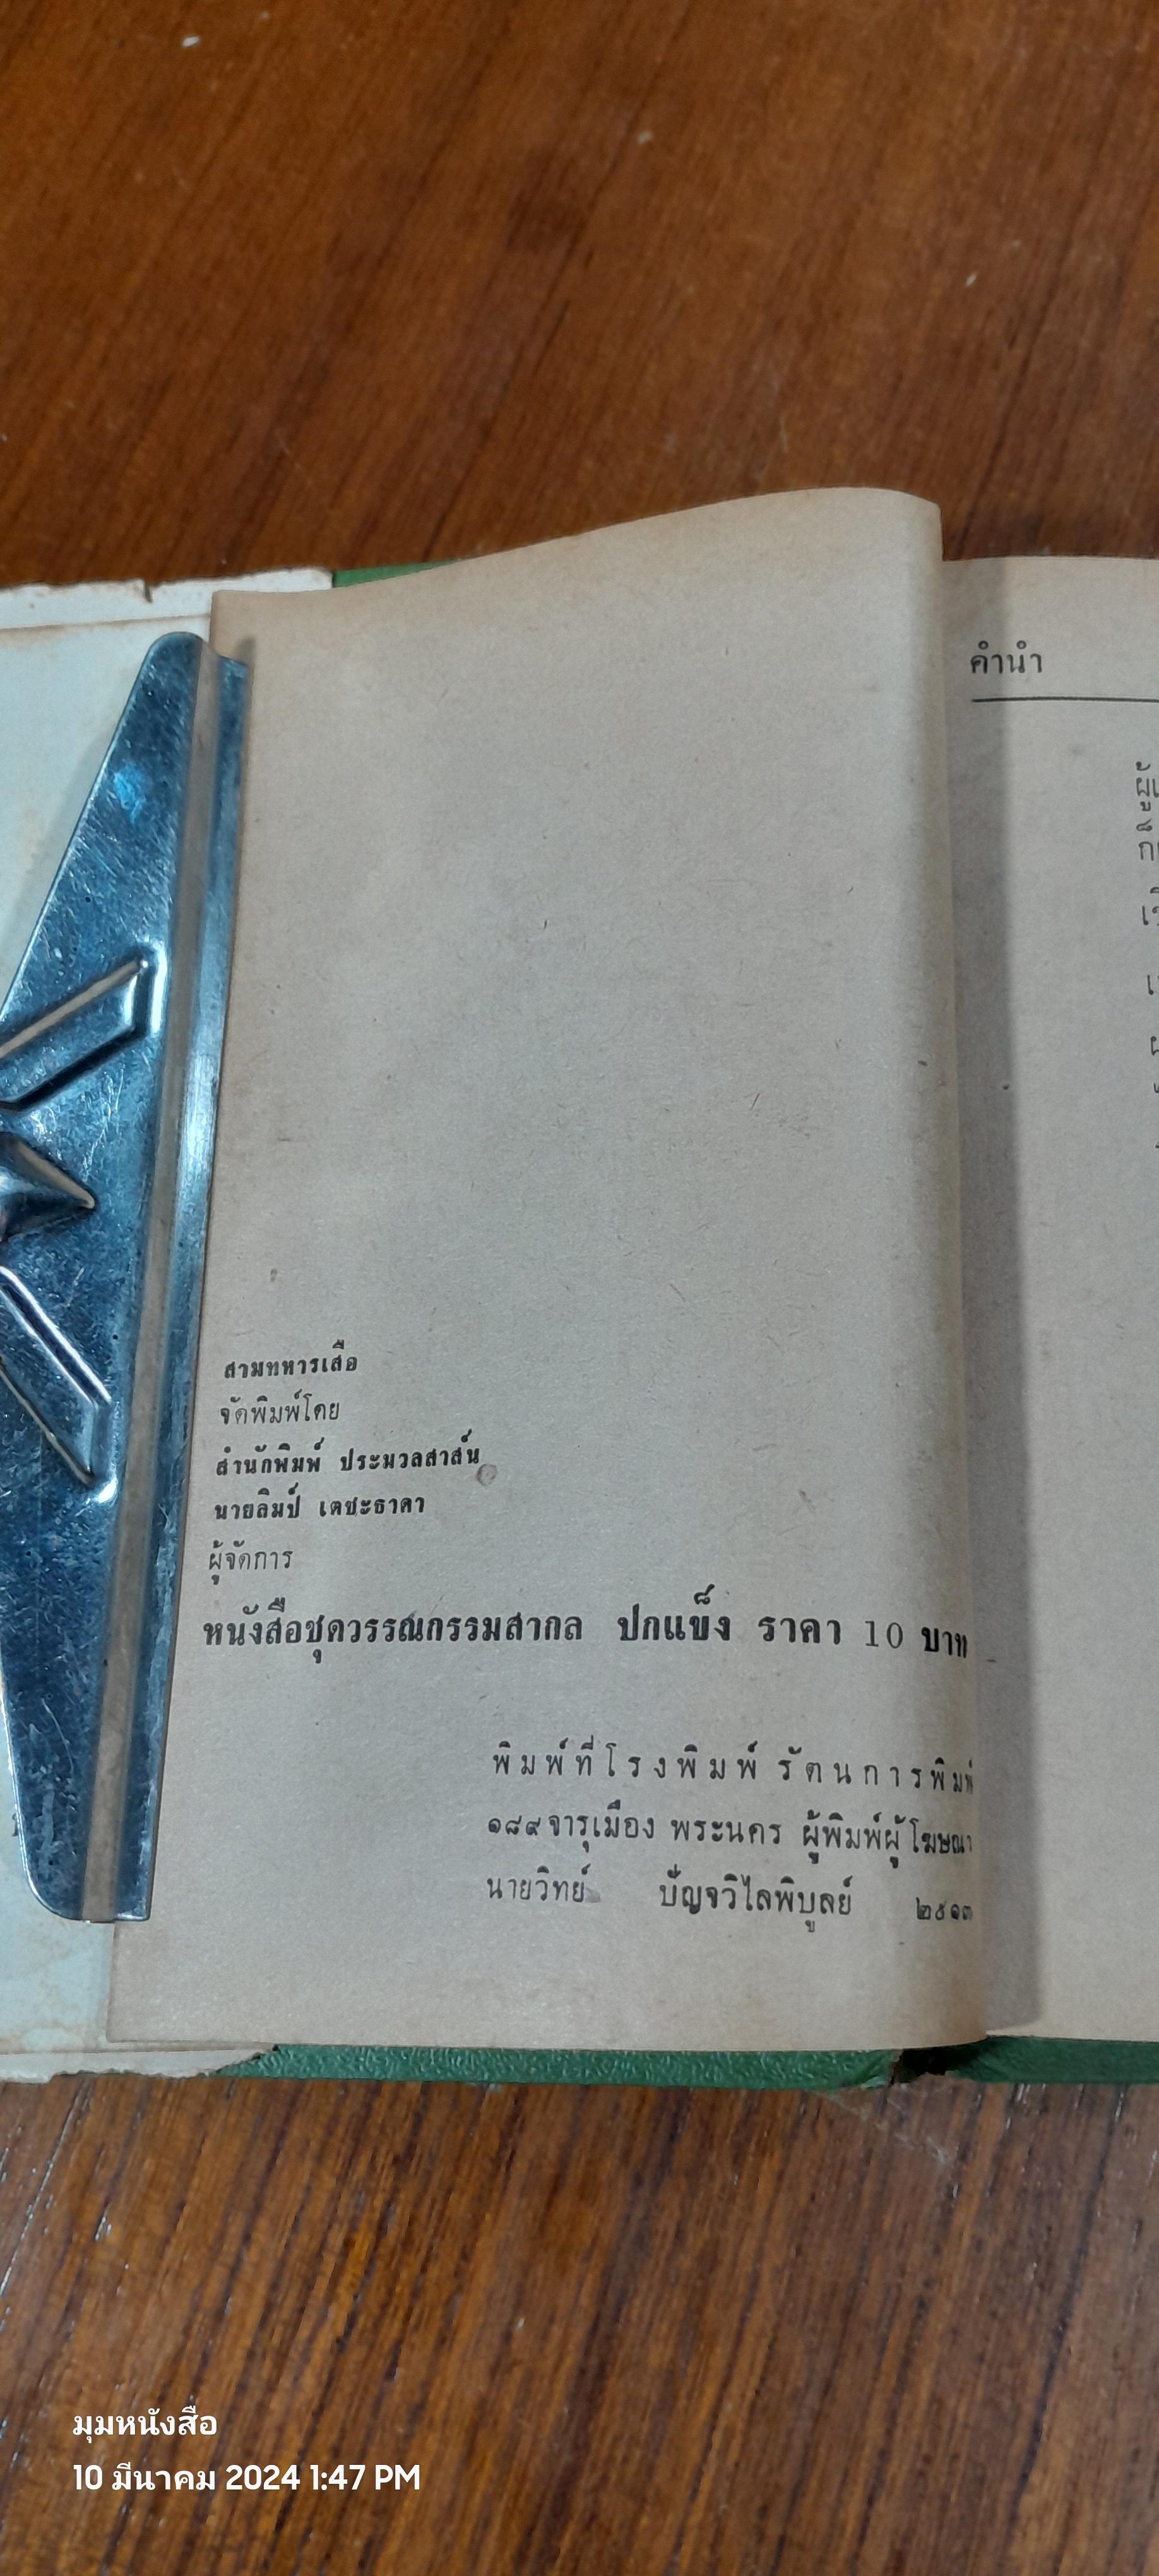 คำนำ
สามทหารเสือ
จัดพิมพ์โดย
สำนักพิมพ์ ประมวลสาส์น
นายลิมป์ เตชะธาดา
ผู้จัดการ
หนังสือชุดวรรณกรรมสากล ปกแข็ง ราคา 10 บาท
พิมพ์ที่โรงพิมพ์ รัตนการพิมพ์
๑๘๙ จารุเมือง พระนคร ผู้พิมพ์ผู้โฆษณา
นายวิทย์ ปัญจวิไลพิบูลย์ ๒๕๑๓
มุมหนังสือ
10 มีนาคม 2024 1:47 PM